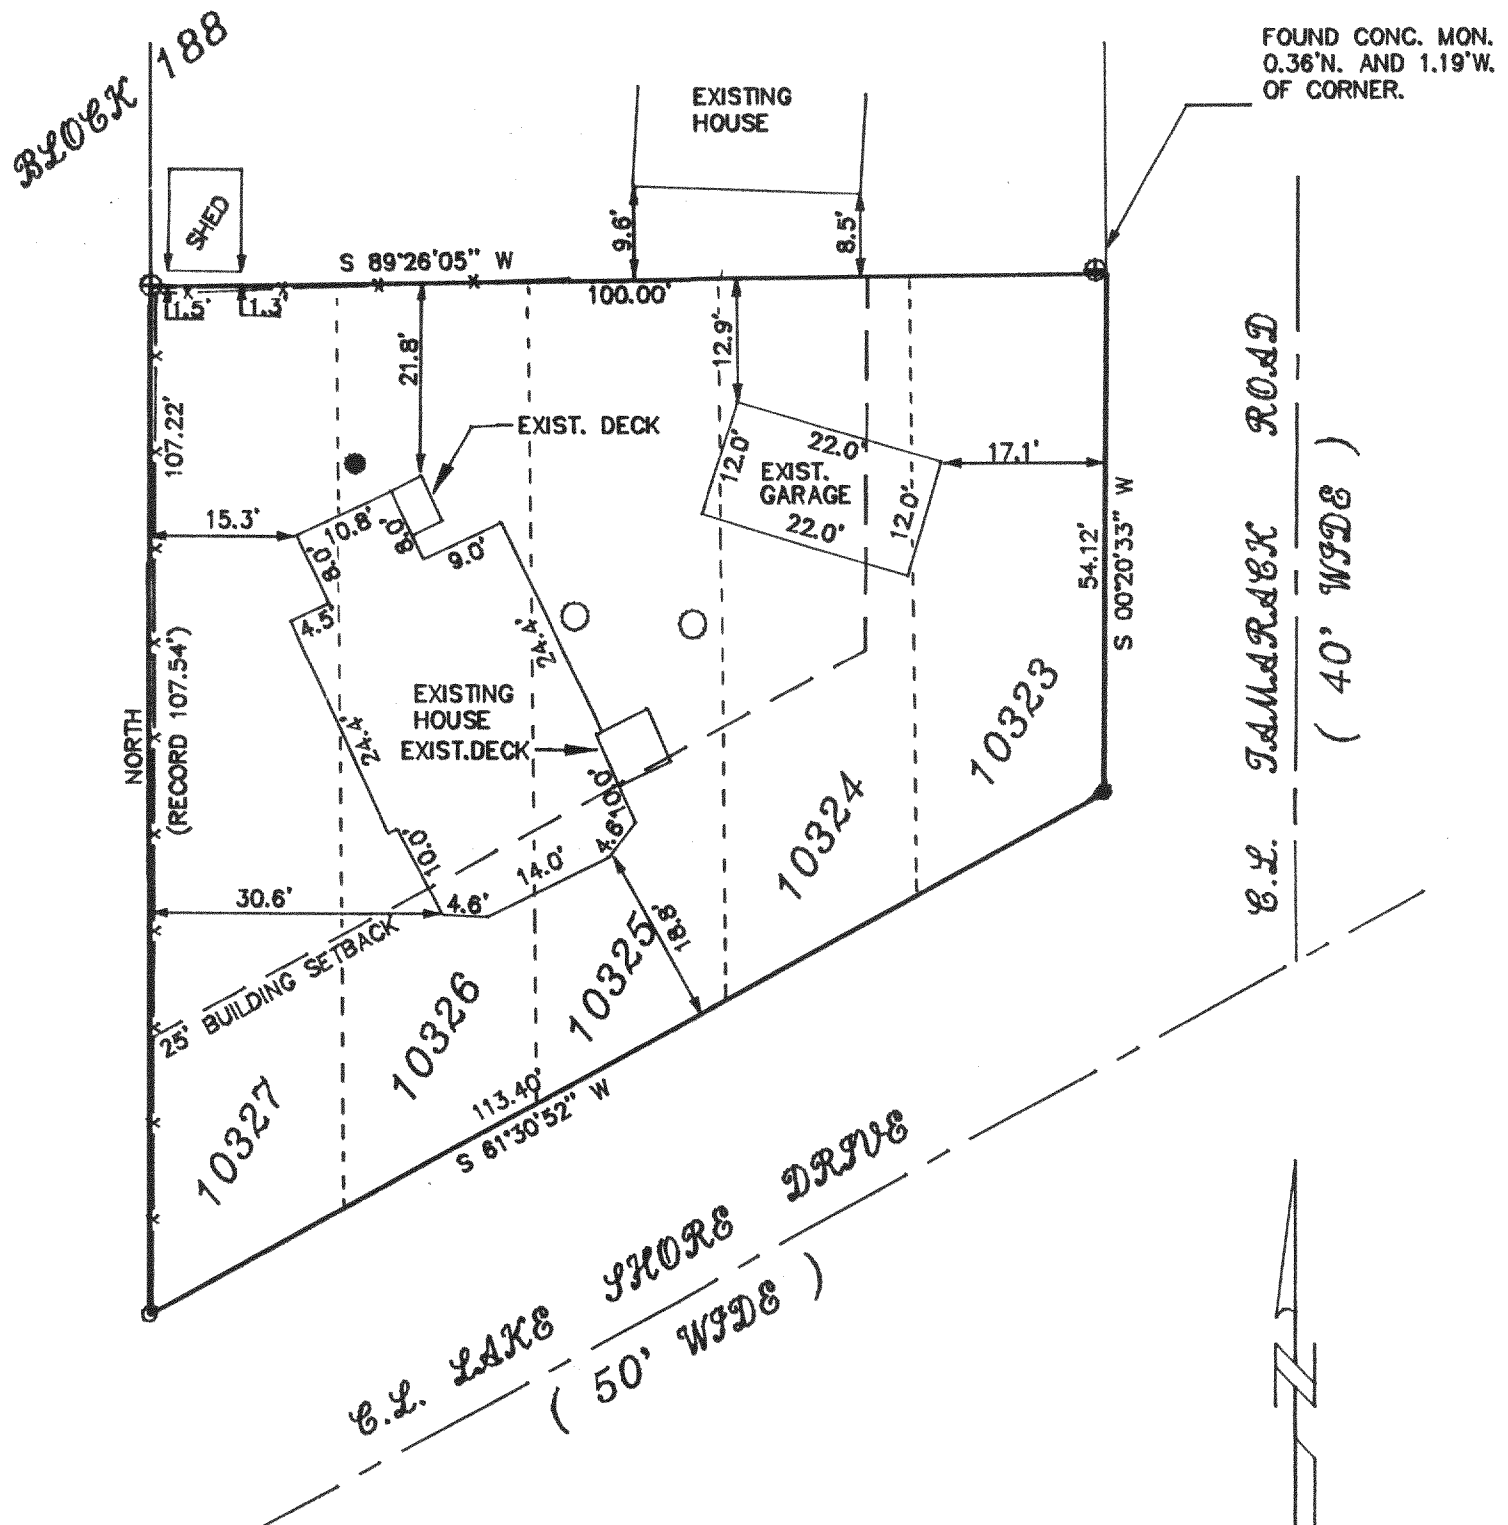 BLOCK 188
FOUND CONC. MON.
0.36'N. AND 1.19'W.
OF CORNER.
EXISTING
HOUSE
SHED
9.6'
8.5'
S 89°26'05" W
100.00'
1.5'
1.3'
21.8'
12.9'
107.22'
EXIST. DECK
22.0'
12.0'
17.1'
EXIST.
GARAGE
22.0'
12.0'
15.3'
10.8'
8.0'
8.0'
9.0'
4.5'
24.4'
24.4'
54.12'
S 00°20'33" W
C.L. TAMARACK ROAD
( 40' WIDE )
NORTH
(RECORD 107.54')
EXISTING
HOUSE
EXIST.DECK
10.0'
10.0'
4.6'
14.0'
4.6'
30.6'
18.8'
25' BUILDING SETBACK
10323
10324
10325
10326
10327
113.40'
S 61°30'52" W
C.L. LAKE SHORE DRIVE
( 50' WIDE )
N